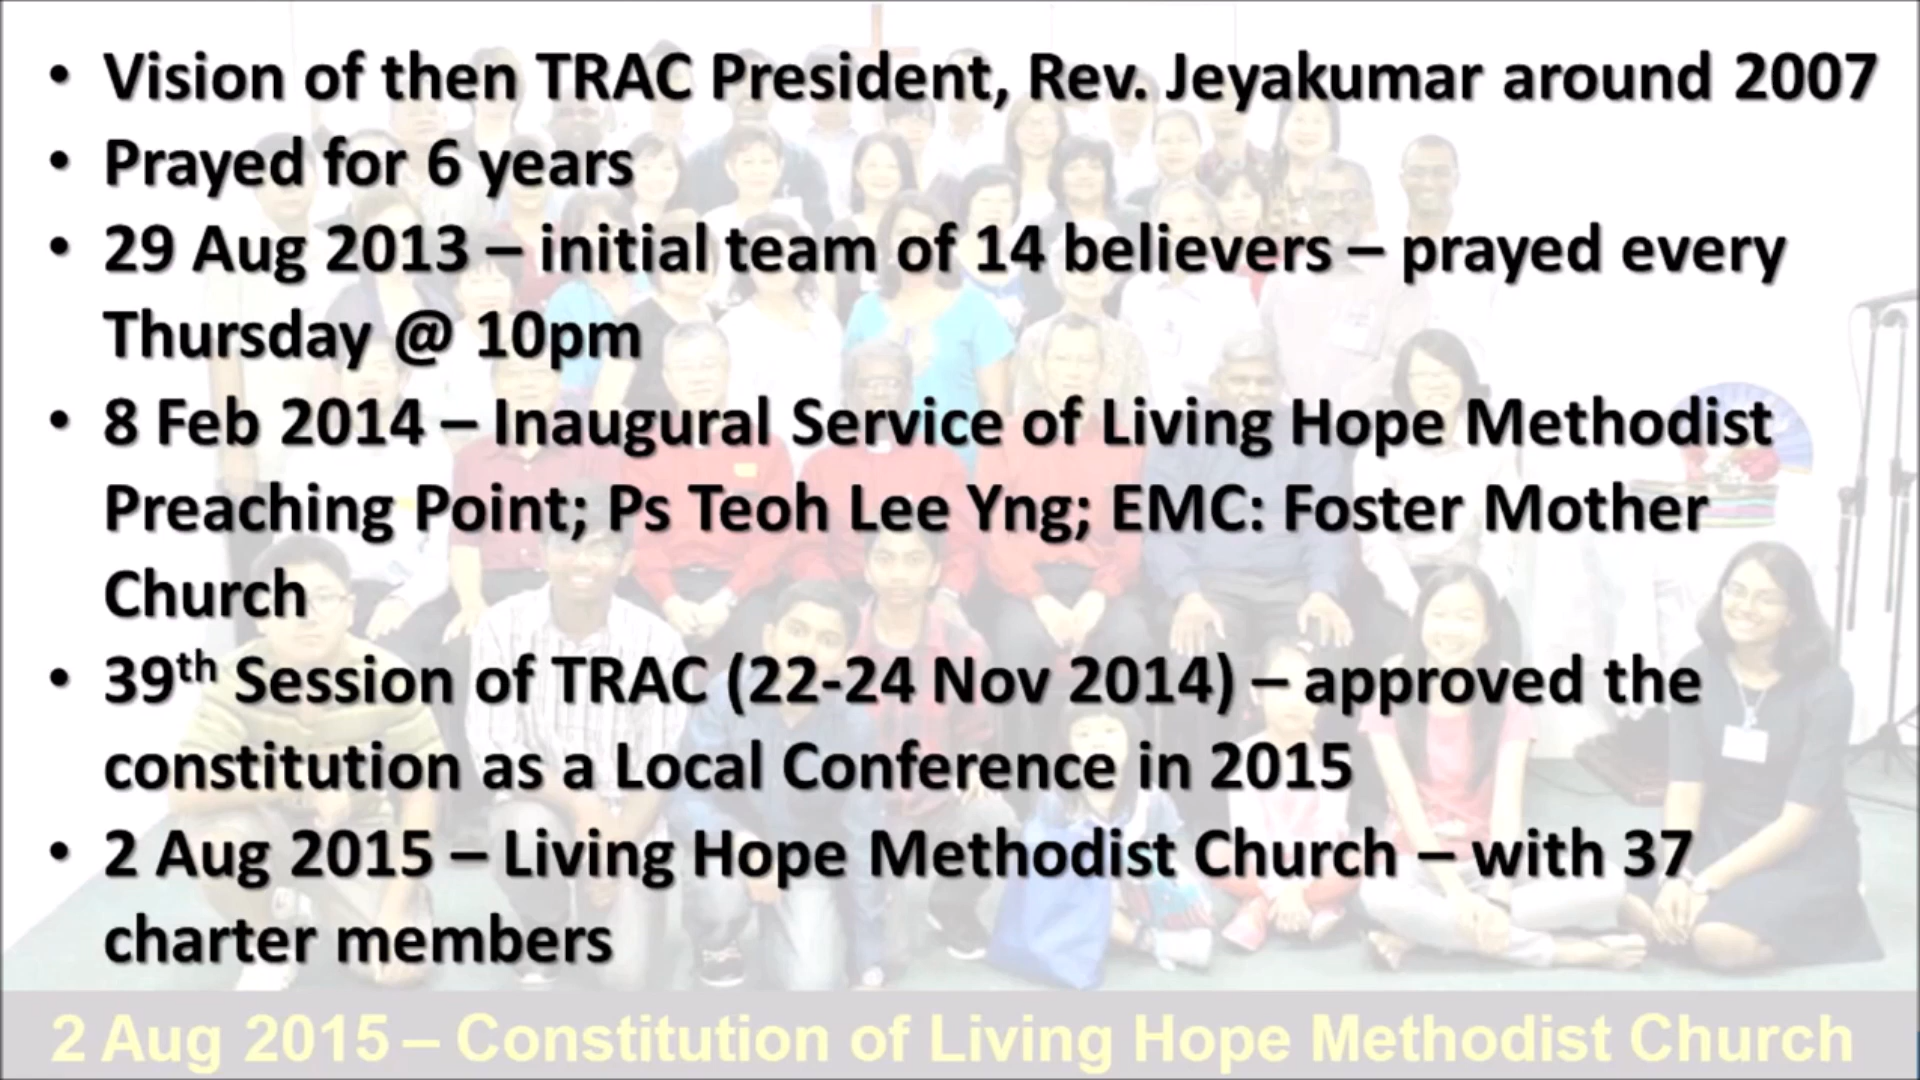 • Vision of then TRAC President, Rev. Jeyakumar around 2007
• Prayed for 6 years
• 29 Aug 2013 – initial team of 14 believers – prayed every
Thursday @ 10pm
• 8 Feb 2014 – Inaugural Service of Living Hope Methodist
Preaching Point; Ps Teoh Lee Yng; EMC: Foster Mother
Church
• 39th Session of TRAC (22-24 Nov 2014) – approved the
constitution as a Local Conference in 2015
• 2 Aug 2015 – Living Hope Methodist Church – with 37
charter members
2 Aug 2015 – Constitution of Living Hope Methodist Church